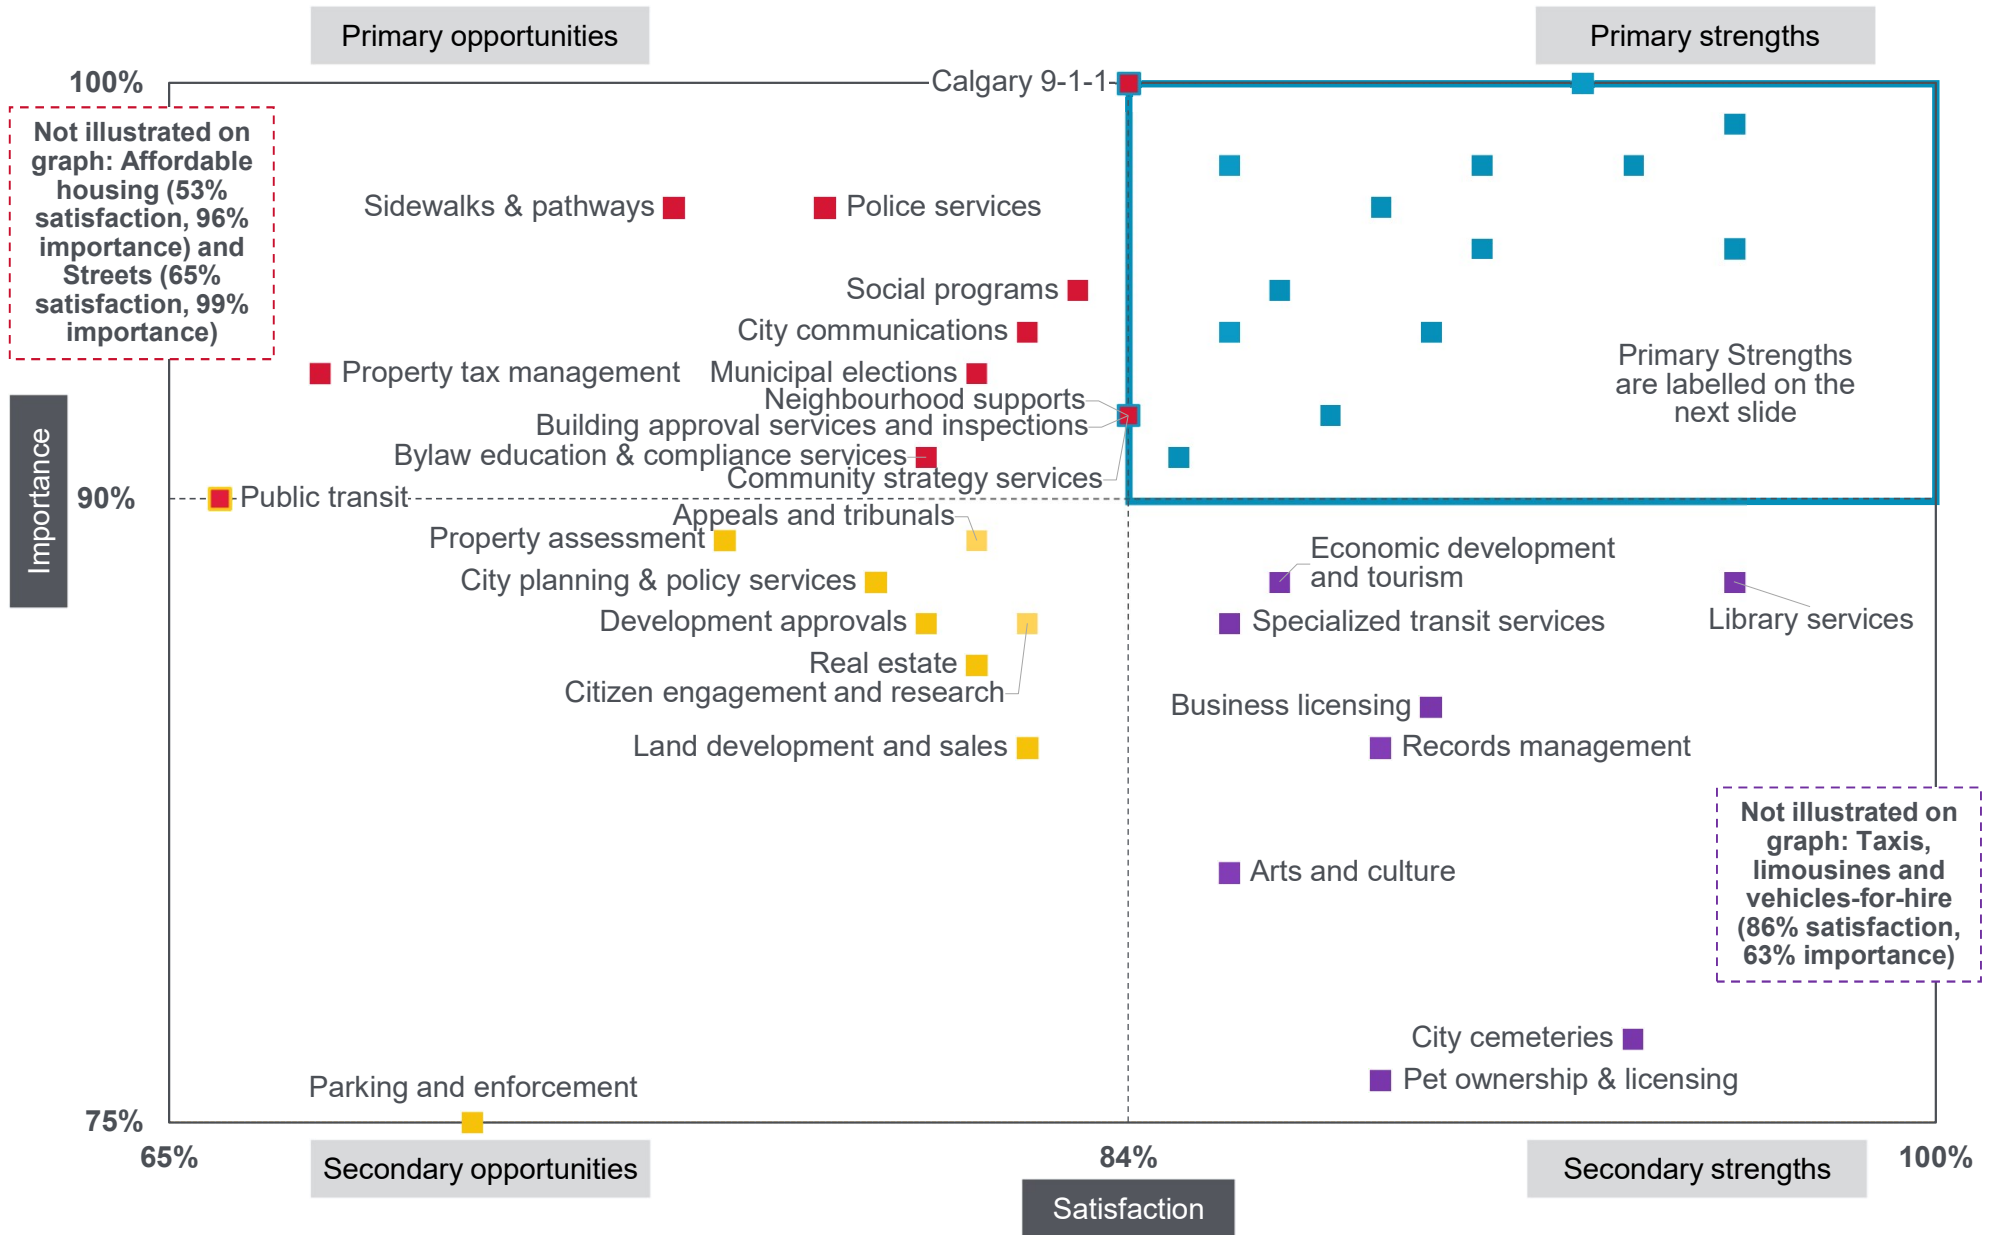 Primary opportunities
Primary strengths
100%
Calgary 9-1-1
Not illustrated on
graph: Affordable
housing (53%
satisfaction, 96%
importance) and
Streets (65%
satisfaction, 99%
importance)
Sidewalks & pathways
Police services
Social programs
City communications
Property tax management
Municipal elections
Neighbourhood supports
Building approval services and inspections
Bylaw education & compliance services
Community strategy services
Primary Strengths
are labelled on the
next slide
Importance
90%
Public transit
Appeals and tribunals
Property assessment
City planning & policy services
Development approvals
Real estate
Citizen engagement and research
Land development and sales
Economic development
and tourism
Library services
Specialized transit services
Business licensing
Records management
Arts and culture
Not illustrated on
graph: Taxis,
limousines and
vehicles-for-hire
(86% satisfaction,
63% importance)
City cemeteries
Pet ownership & licensing
Parking and enforcement
75%
65%
84%
100%
Secondary opportunities
Secondary strengths
Satisfaction